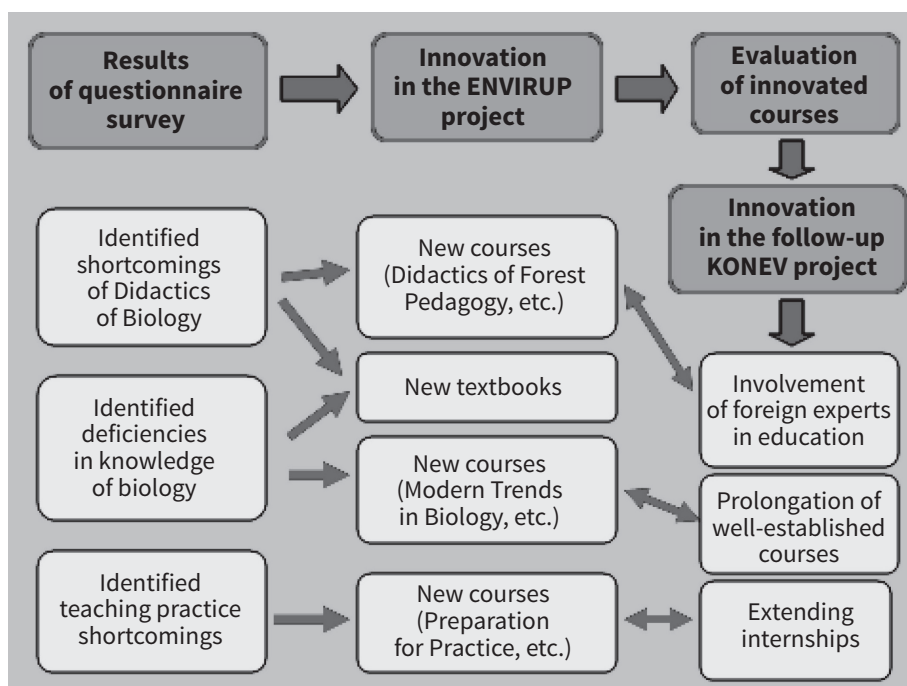 Results
of questionnaire
survey
Innovation
in the ENVIRUP
project
Evaluation
of innovated
courses
Innovation
in the follow-up
KONEV project
Identified
shortcomings
of Didactics
of Biology
New courses
(Didactics of Forest
Pedagogy, etc.)
New textbooks
Involvement
of foreign experts
in education
Identified
deficiencies
in knowledge
of biology
New courses
(Modern Trends
in Biology, etc.)
Prolongation of
well-established
courses
Identified
teaching practice
shortcomings
New courses
(Preparation
for Practice, etc.)
Extending
internships